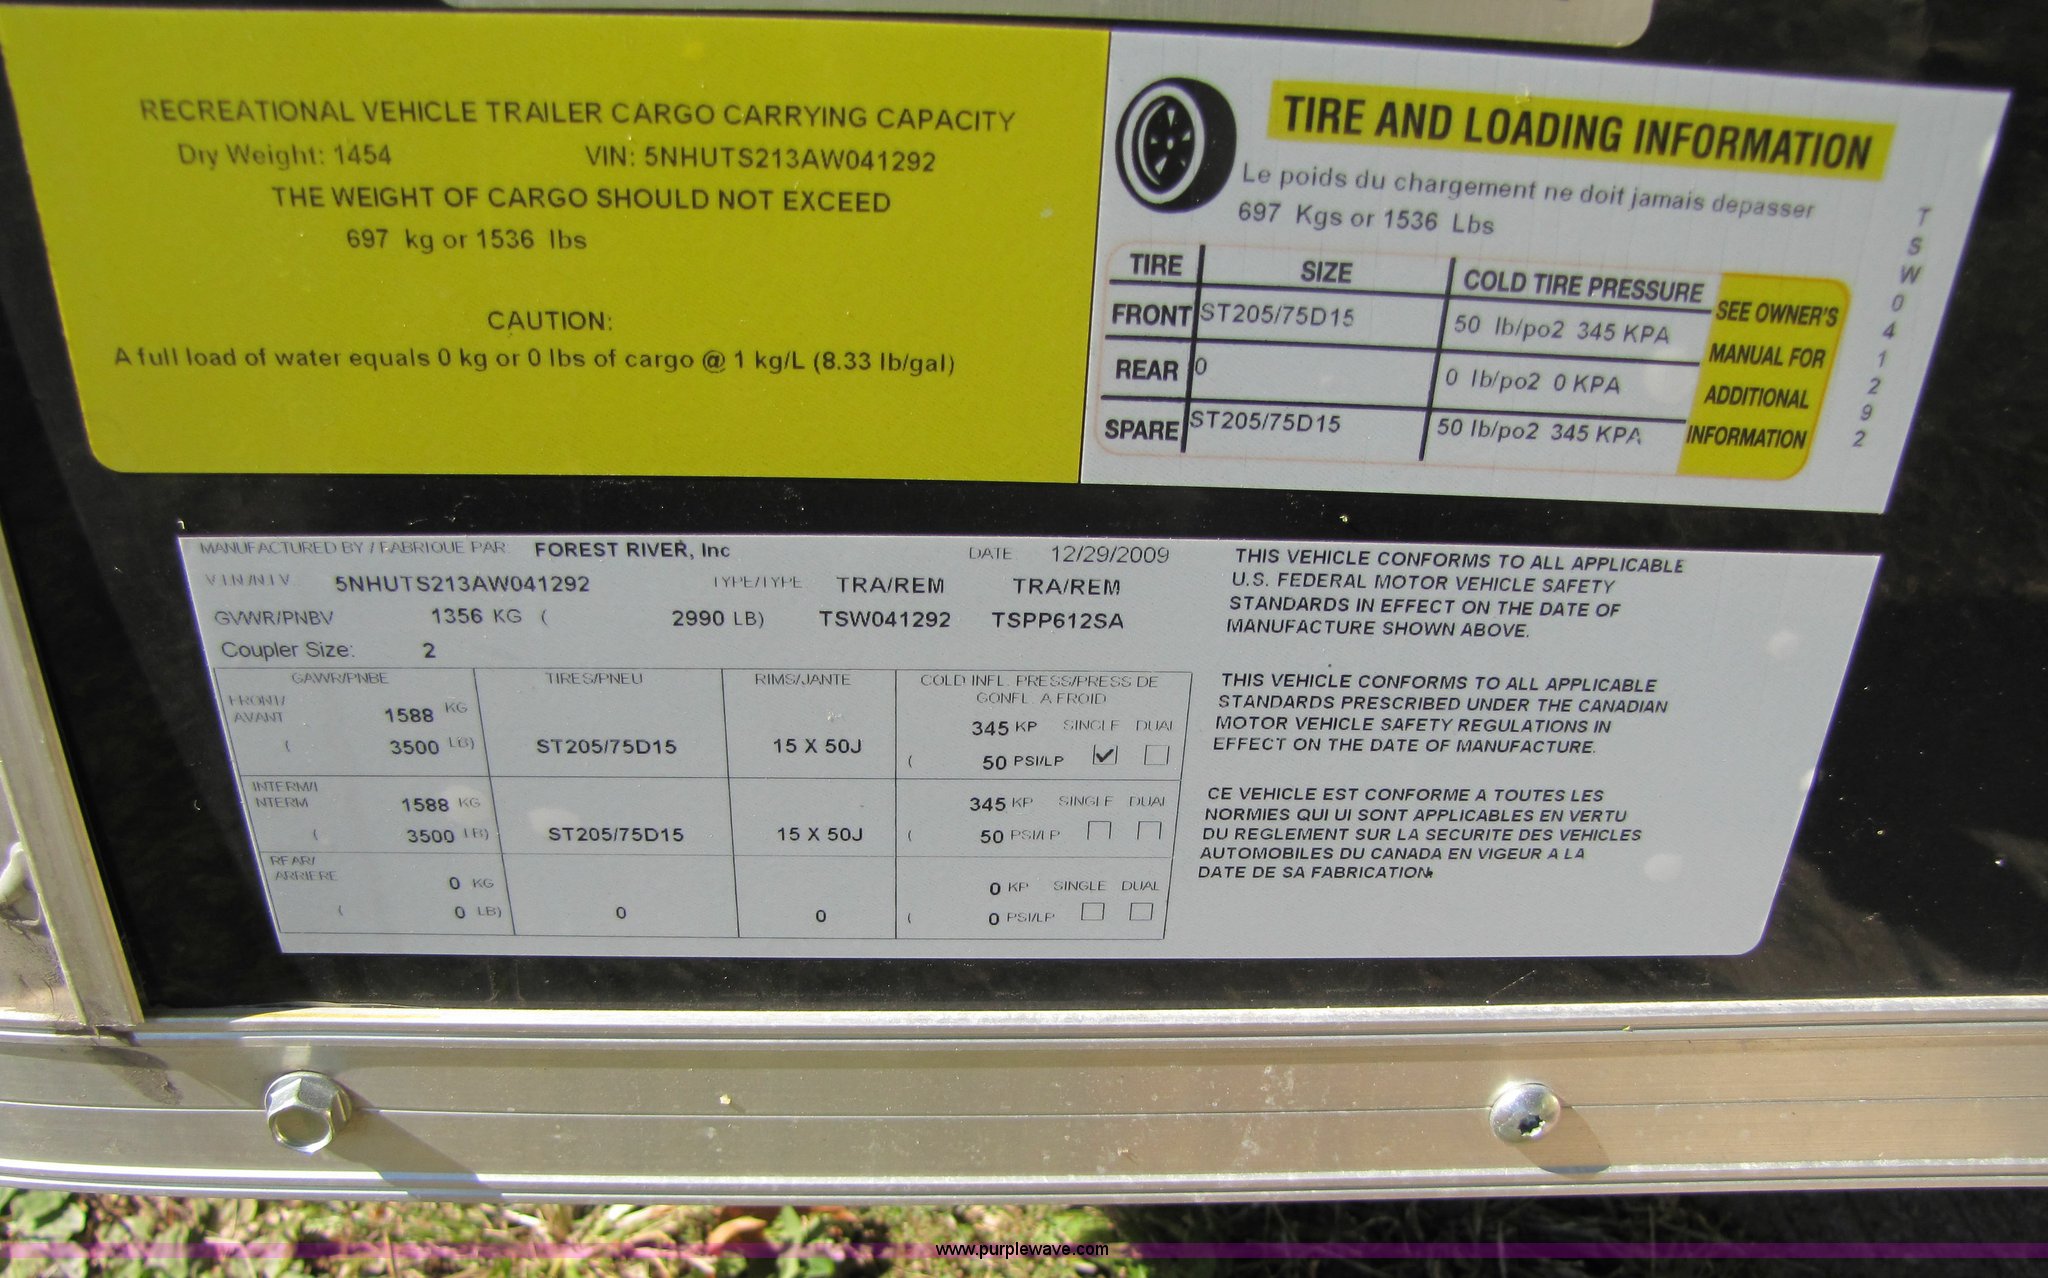 RECREATIONAL VEHICLE TRAILER CARGO CARRYING CAPACITY
Dry Weight: 1454 VIN: 5NHUTS213AW041292
THE WEIGHT OF CARGO SHOULD NOT EXCEED
697 kg or 1536 lbs
CAUTION:
A full load of water equals 0 kg or 0 lbs of cargo @ 1 kg/L (8.33 lb/gal)
TIRE AND LOADING INFORMATION
Le poids du chargement ne doit jamais depasser
697 Kgs or 1536 Lbs
TIRE SIZE COLD TIRE PRESSURE
FRONT ST205/75D15 50 lb/po2 345 KPA
REAR 0 0 lb/po2 0 KPA
SPARE ST205/75D15 50 lb/po2 345 KPA
SEE OWNER'S
MANUAL FOR
ADDITIONAL
INFORMATION
TSW041292
MANUFACTURED BY / FABRIQUE PAR FOREST RIVER, Inc DATE 12/29/2009
V.I.N./N.I.V. 5NHUTS213AW041292 TYPE/TYPE TRA/REM TRA/REM
GVWR/PNBV 1356 KG ( 2990 LB) TSW041292 TSPP612SA
Coupler Size: 2
GAWR/PNBE TIRES/PNEU RIMS/JANTE COLD INFL. PRESS/PRESS DE
GONFL A FROID
FRONT/
AVANT 1588 KG 345 KP SINGLE DUAL
( 3500 LB) ST205/75D15 15 X 50J ( 50 PSI/LP
INTERM/I
NTERM 1588 KG 345 KP SINGLE DUAL
( 3500 LB) ST205/75D15 15 X 50J ( 50 PSI/LP
REAR/
ARRIERE 0 KG 0 KP SINGLE DUAL
( 0 LB) 0 0 ( 0 PSI/LP
THIS VEHICLE CONFORMS TO ALL APPLICABLE
U.S. FEDERAL MOTOR VEHICLE SAFETY
STANDARDS IN EFFECT ON THE DATE OF
MANUFACTURE SHOWN ABOVE.
THIS VEHICLE CONFORMS TO ALL APPLICABLE
STANDARDS PRESCRIBED UNDER THE CANADIAN
MOTOR VEHICLE SAFETY REGULATIONS IN
EFFECT ON THE DATE OF MANUFACTURE.
CE VEHICLE EST CONFORME A TOUTES LES
NORMIES QUI UI SONT APPLICABLES EN VERTU
DU REGLEMENT SUR LA SECURITE DES VEHICLES
AUTOMOBILES DU CANADA EN VIGEUR A LA
DATE DE SA FABRICATION.
www.purplewave.com